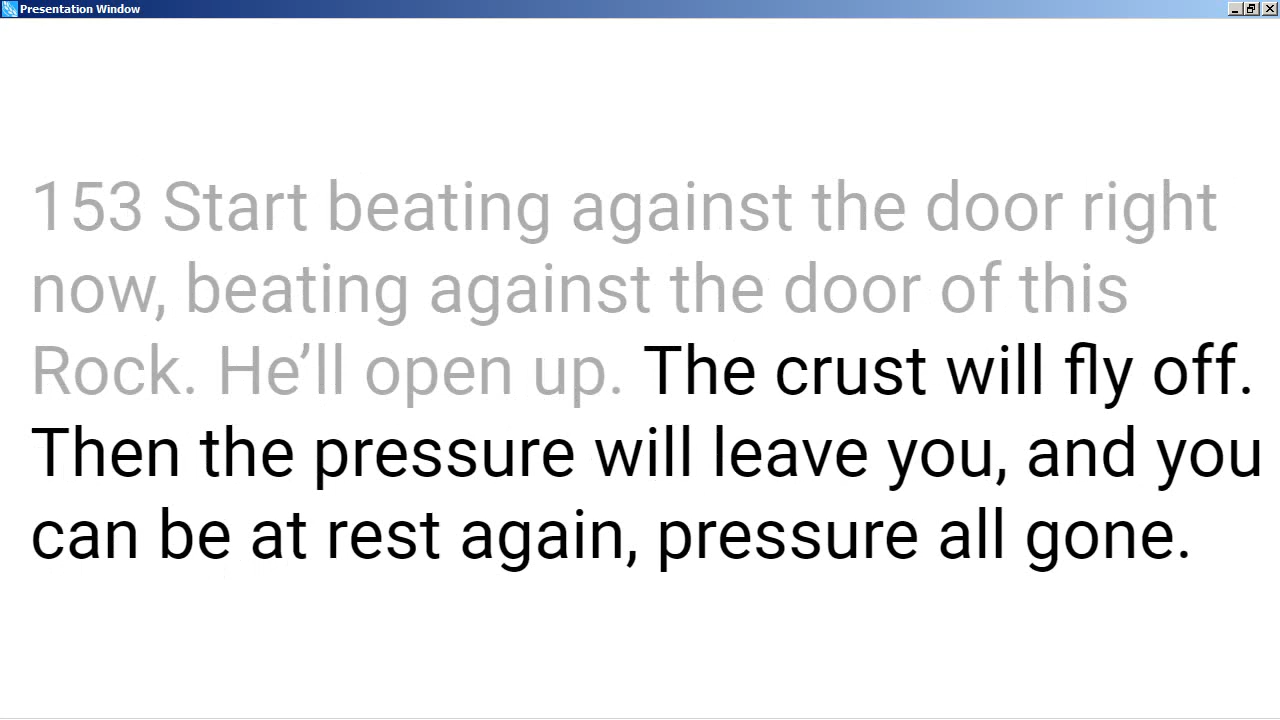 Presentation Window
153 Start beating against the door right
now, beating against the door of this
Rock. He’ll open up. The crust will fly off.
Then the pressure will leave you, and you
can be at rest again, pressure all gone.